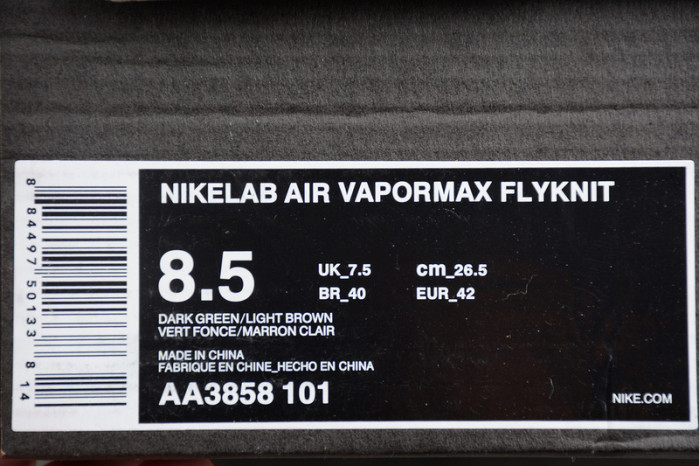 NIKELAB AIR VAPORMAX FLYKNIT
8.5
UK_7.5 cm_26.5
BR_40 EUR_42
DARK GREEN/LIGHT BROWN
VERT FONCE/MARRON CLAIR
MADE IN CHINA
FABRIQUE EN CHINE_HECHO EN CHINA
AA3858 101
NIKE.COM
8 84497 50133 8 14